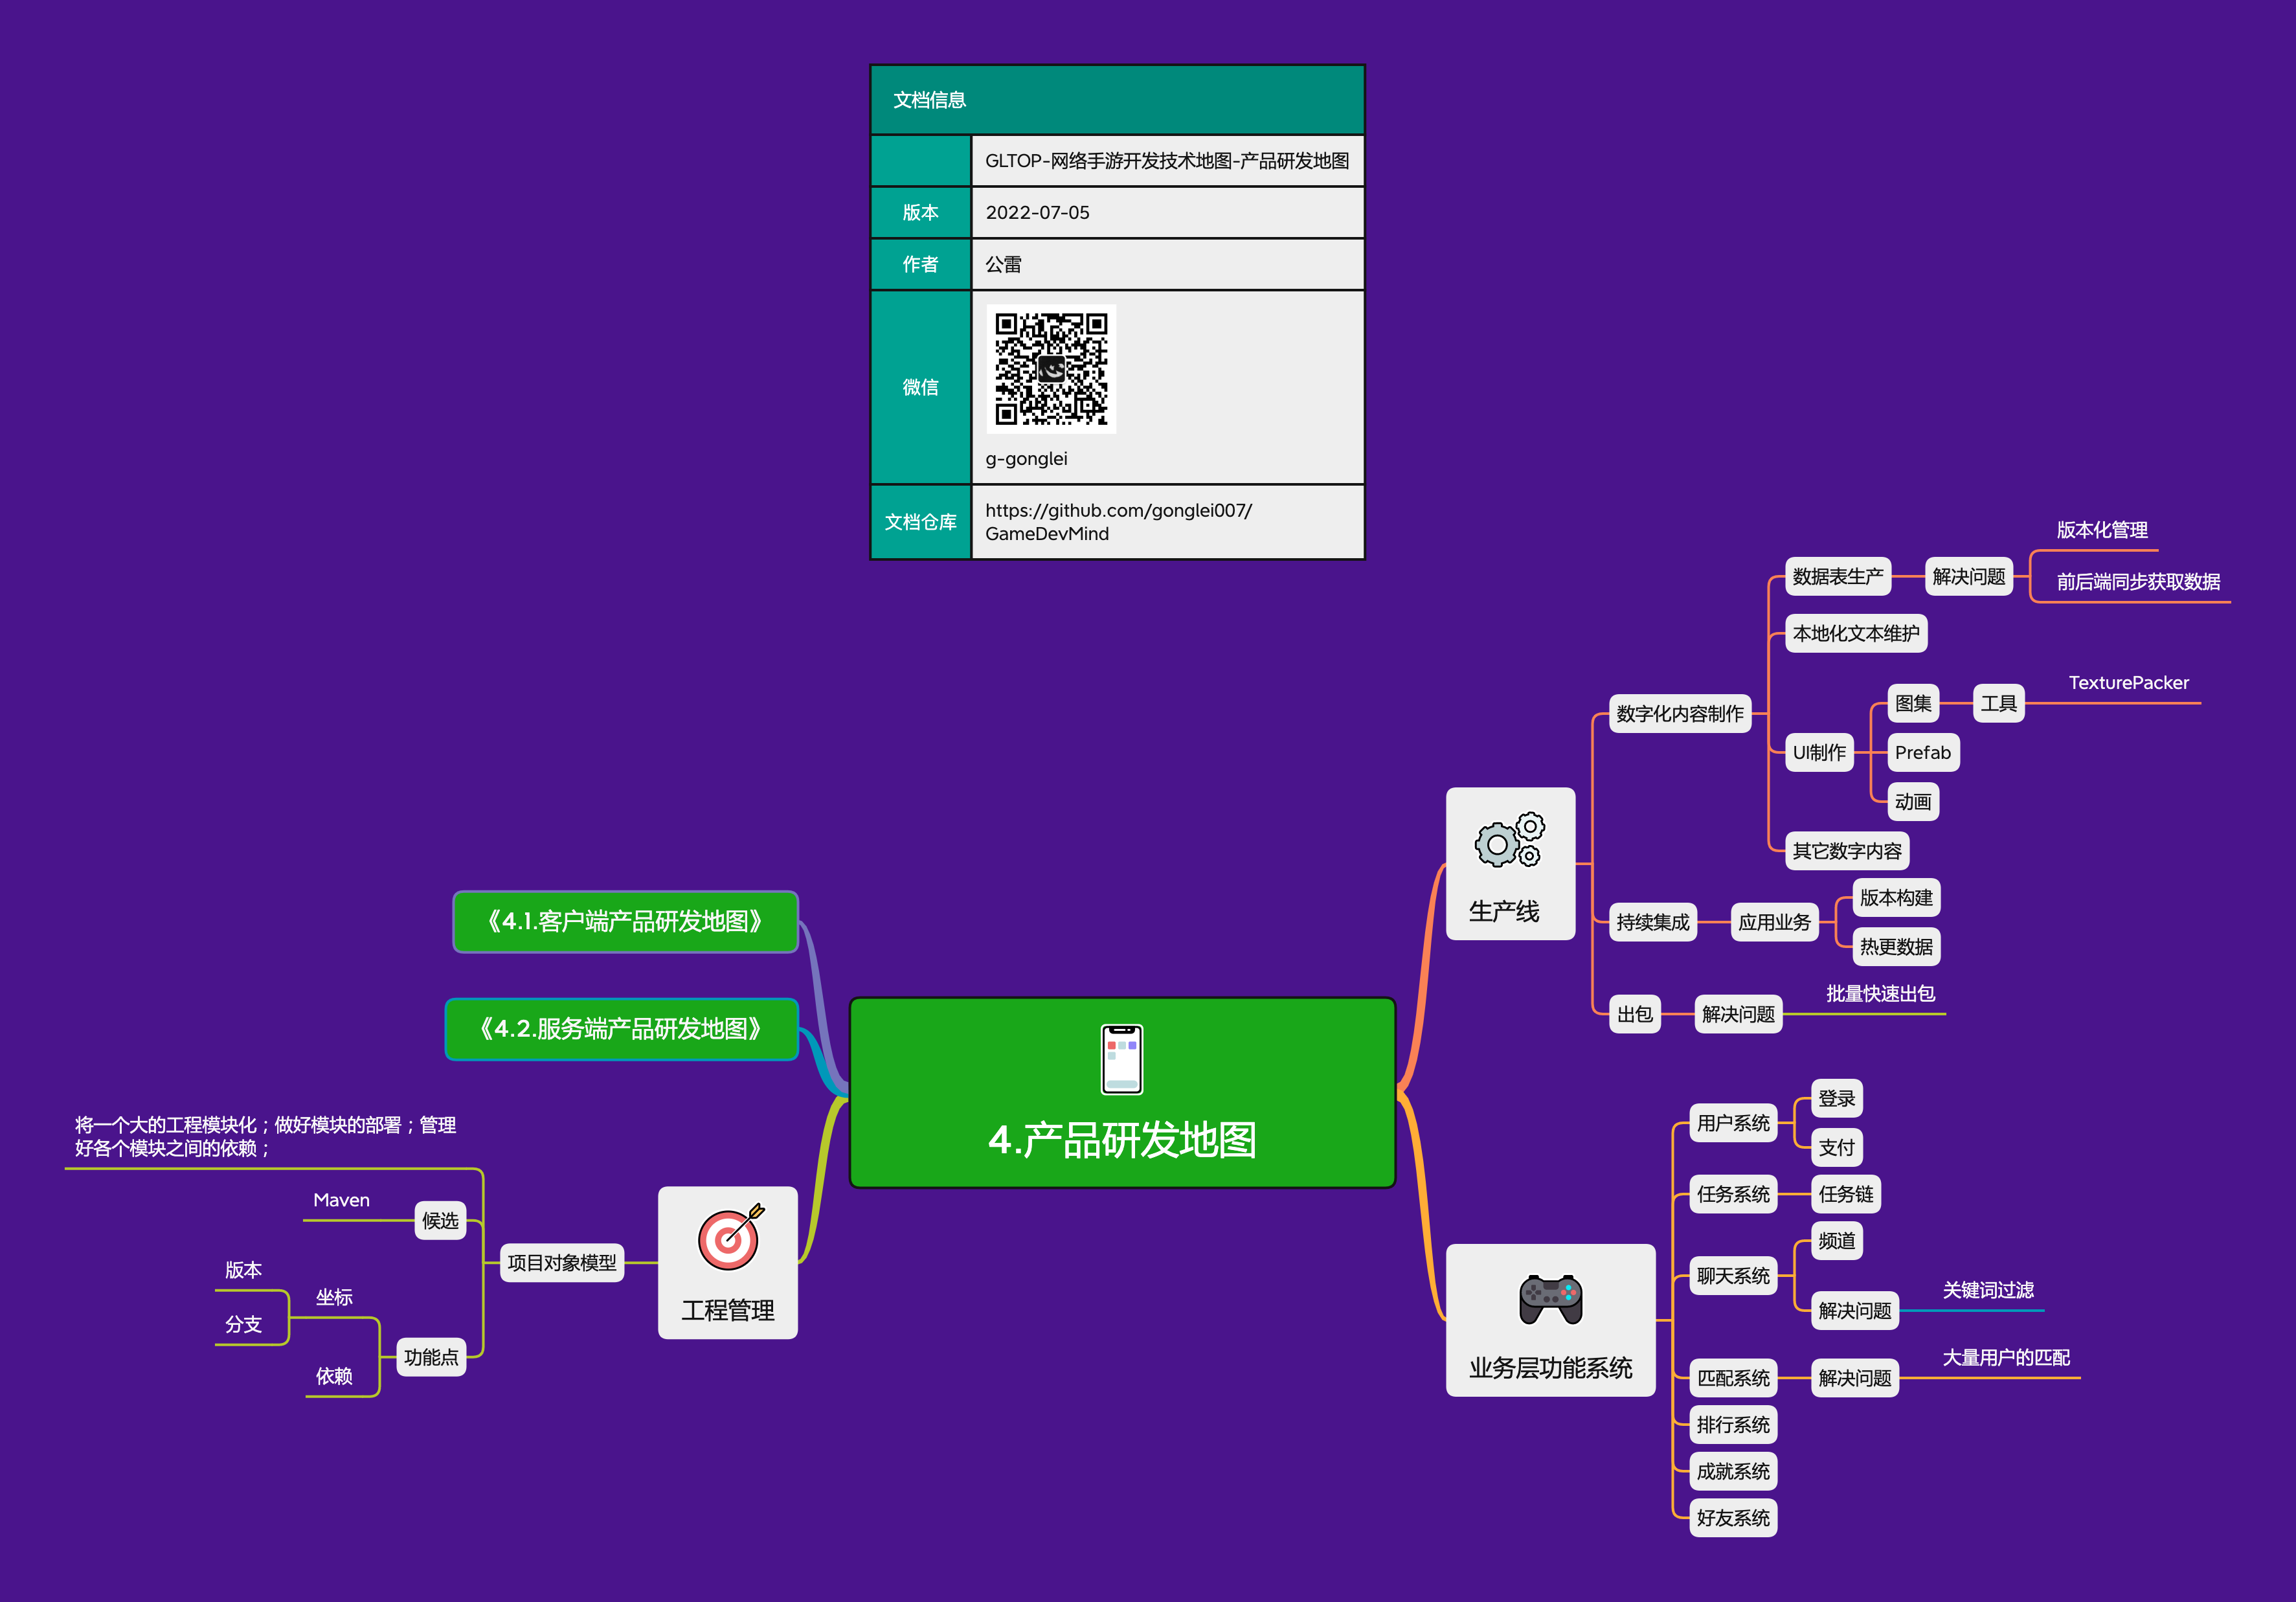 文档信息
GLTOP-网络手游开发技术地图-产品研发地图
版本
2022-07-05
作者
公雷
微信
g-gonglei
文档仓库
https://github.com/gonglei007/
GameDevMind
4.产品研发地图
生产线
数字化内容制作
数据表生产
解决问题
版本化管理
前后端同步获取数据
本地化文本维护
UI制作
图集
工具
TexturePacker
Prefab
动画
其它数字内容
持续集成
应用业务
版本构建
热更数据
出包
解决问题
批量快速出包
业务层功能系统
用户系统
登录
支付
任务系统
任务链
聊天系统
频道
解决问题
关键词过滤
匹配系统
解决问题
大量用户的匹配
排行系统
成就系统
好友系统
《4.1.客户端产品研发地图》
《4.2.服务端产品研发地图》
工程管理
项目对象模型
将一个大的工程模块化；做好模块的部署；管理
好各个模块之间的依赖；
候选
Maven
功能点
坐标
版本
分支
依赖